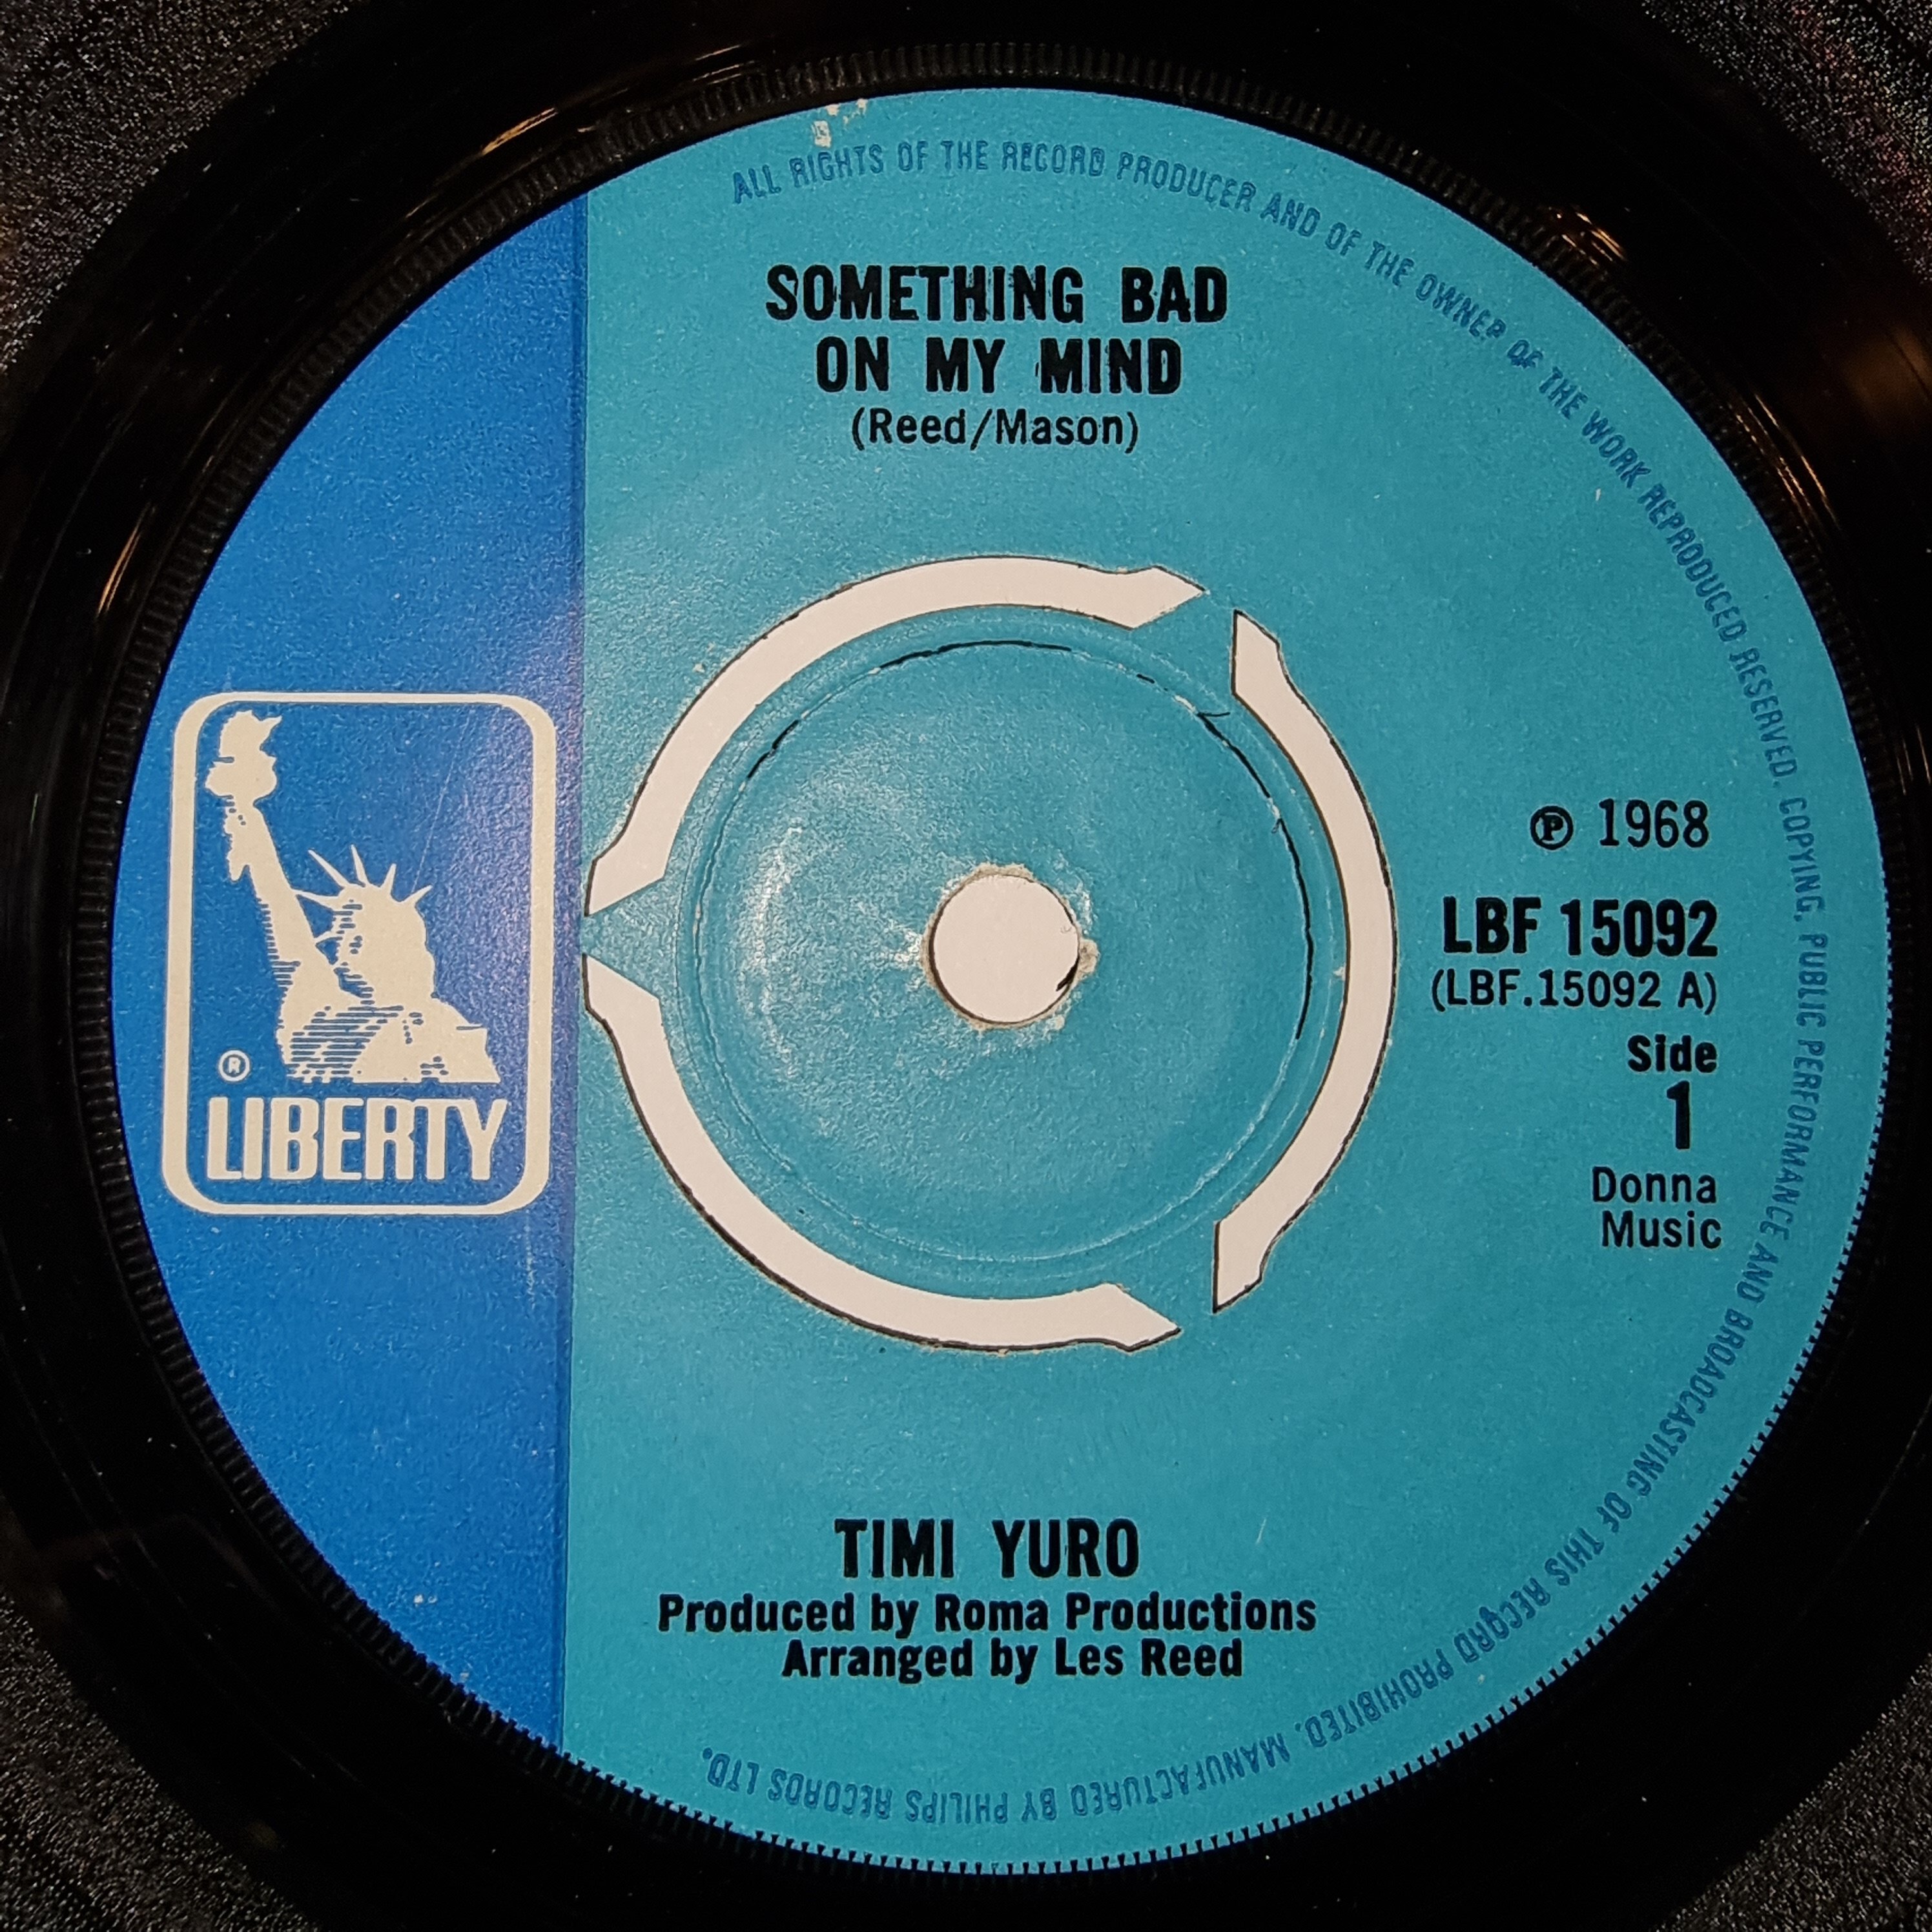 ALL RIGHTS OF THE RECORD PRODUCER AND OF THE OWNER OF THE WORK REPRODUCED RESERVED. COPYING, PUBLIC PERFORMANCE AND BROADCASTING OF THIS RECORD PROHIBITED. MANUFACTURED BY PHILIPS RECORDS LTD.
SOMETHING BAD
ON MY MIND
(Reed/Mason)
® 
LIBERTY
℗ 1968
LBF 15092
(LBF.15092 A)
Side
1
Donna
Music
TIMI YURO
Produced by Roma Productions
Arranged by Les Reed